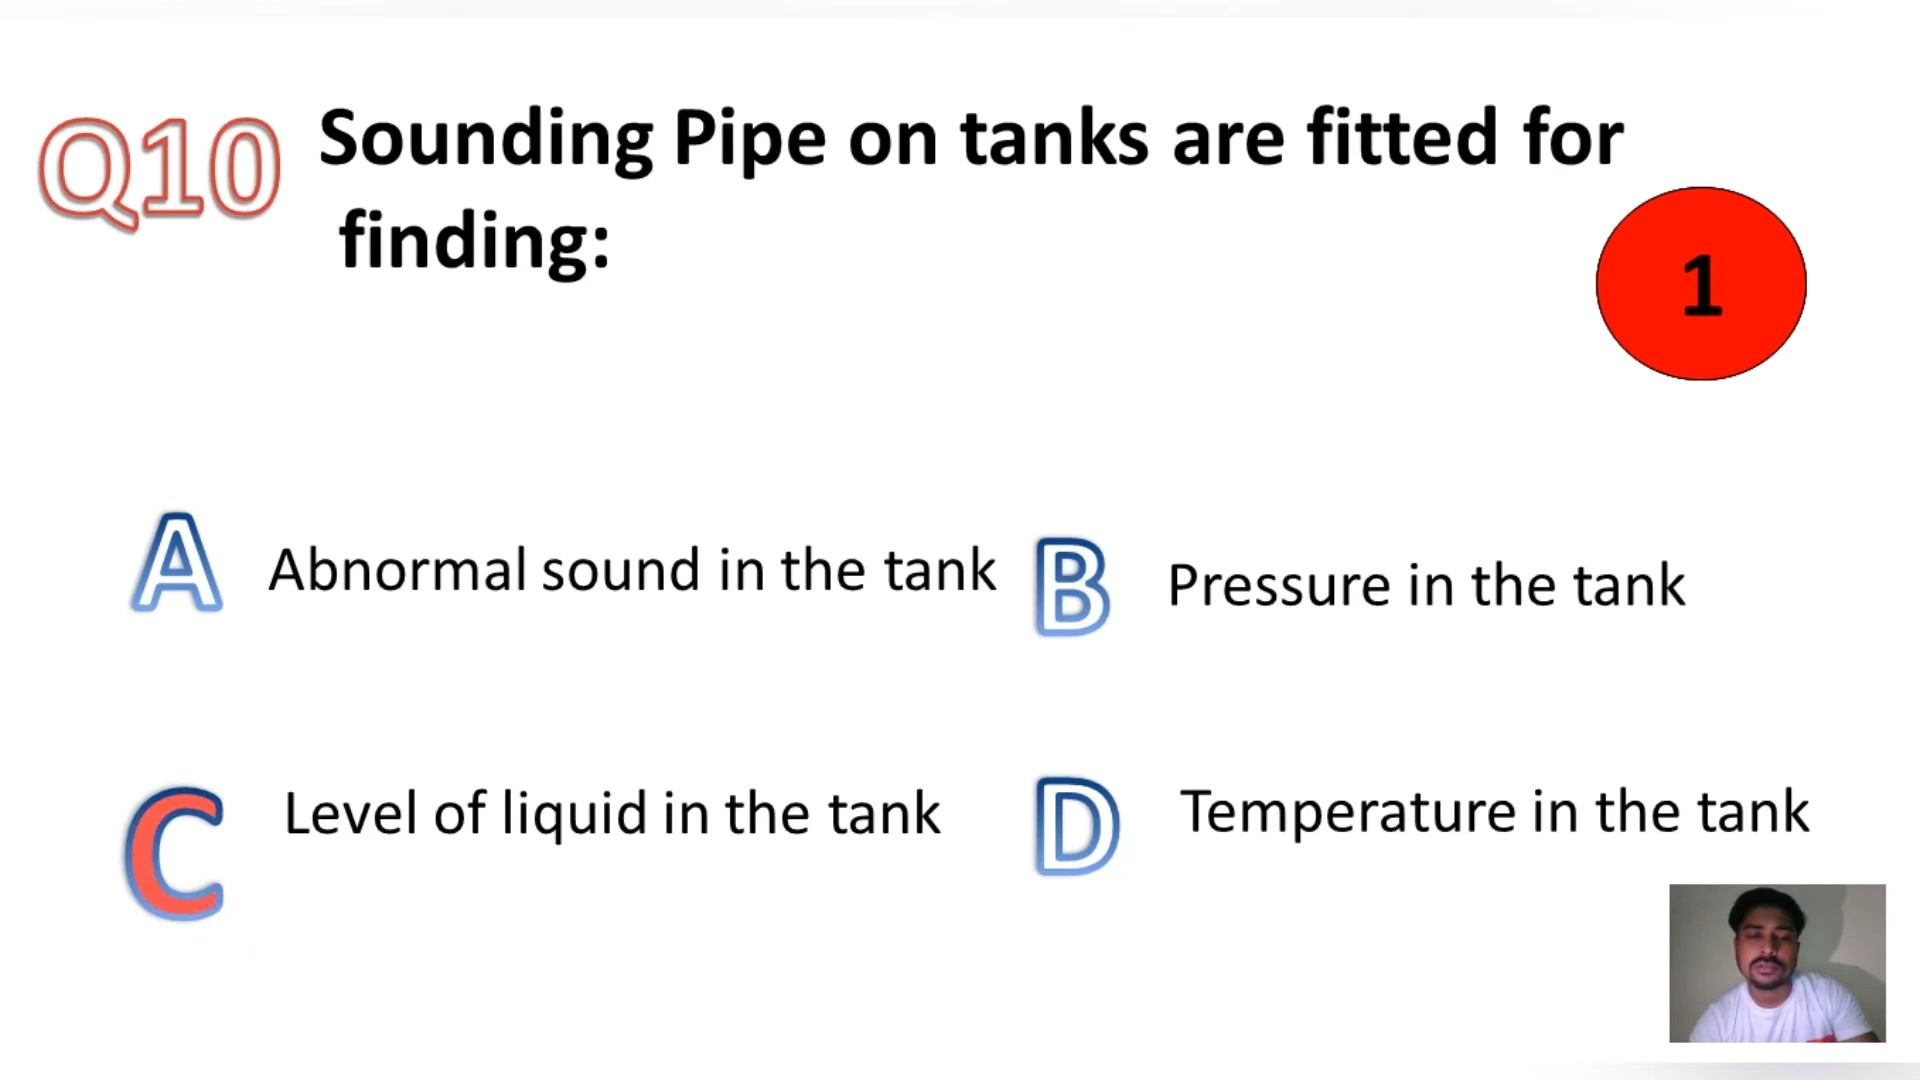 Q10 Sounding Pipe on tanks are fitted for
finding:
1
A Abnormal sound in the tank
B Pressure in the tank
C Level of liquid in the tank
D Temperature in the tank